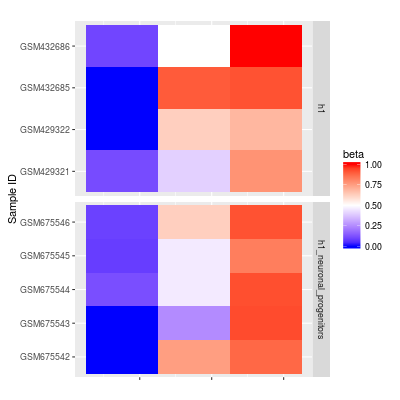 Sample ID
GSM432686
GSM432685
GSM429322
GSM429321
h1
GSM675546
GSM675545
GSM675544
GSM675543
GSM675542
h1_neuronal_progenitors
beta
1.00
0.75
0.50
0.25
0.00